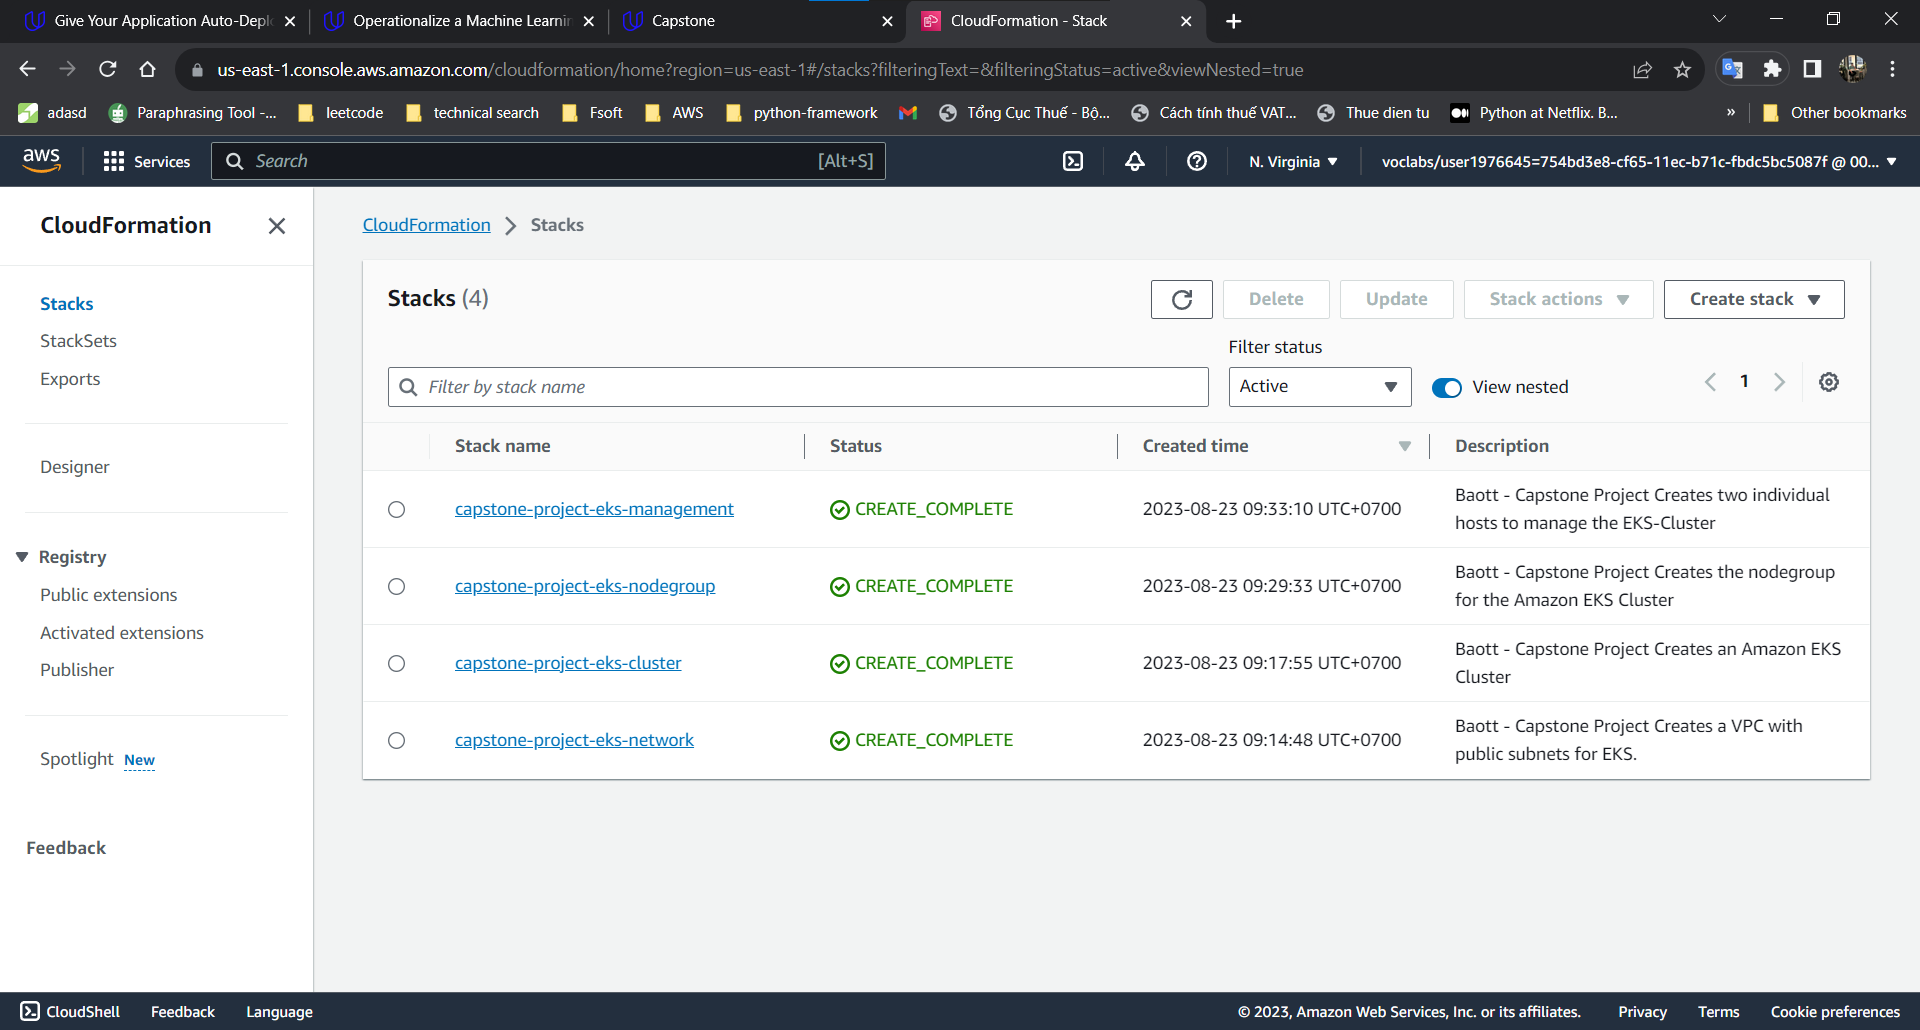 Give Your Application Auto-Deplo
Operationalize a Machine Learnin
Capstone
CloudFormation - Stack
us-east-1.console.aws.amazon.com/cloudformation/home?region=us-east-1#/stacks?filteringText=&filteringStatus=active&viewNested=true
adasd
Paraphrasing Tool -...
leetcode
technical search
Fsoft
AWS
python-framework
Tổng Cục Thuế - Bộ...
Cách tính thuế VAT...
Thue dien tu
Python at Netflix. B...
»
Other bookmarks
aws
Services
Search
[Alt+S]
N. Virginia
voclabs/user1976645=754bd3e8-cf65-11ec-b71c-fbdc5bc5087f @ 00...
CloudFormation
Stacks
StackSets
Exports
Designer
Registry
Public extensions
Activated extensions
Publisher
Spotlight New
Feedback
CloudFormation > Stacks
Stacks (4)
Delete
Update
Stack actions
Create stack
Filter status
Filter by stack name
Active
View nested
1
Stack name Status Created time Description
capstone-project-eks-management CREATE_COMPLETE 2023-08-23 09:33:10 UTC+0700 Baott - Capstone Project Creates two individual
hosts to manage the EKS-Cluster
capstone-project-eks-nodegroup CREATE_COMPLETE 2023-08-23 09:29:33 UTC+0700 Baott - Capstone Project Creates the nodegroup
for the Amazon EKS Cluster
capstone-project-eks-cluster CREATE_COMPLETE 2023-08-23 09:17:55 UTC+0700 Baott - Capstone Project Creates an Amazon EKS
Cluster
capstone-project-eks-network CREATE_COMPLETE 2023-08-23 09:14:48 UTC+0700 Baott - Capstone Project Creates a VPC with
public subnets for EKS.
CloudShell
Feedback
Language
© 2023, Amazon Web Services, Inc. or its affiliates.
Privacy
Terms
Cookie preferences